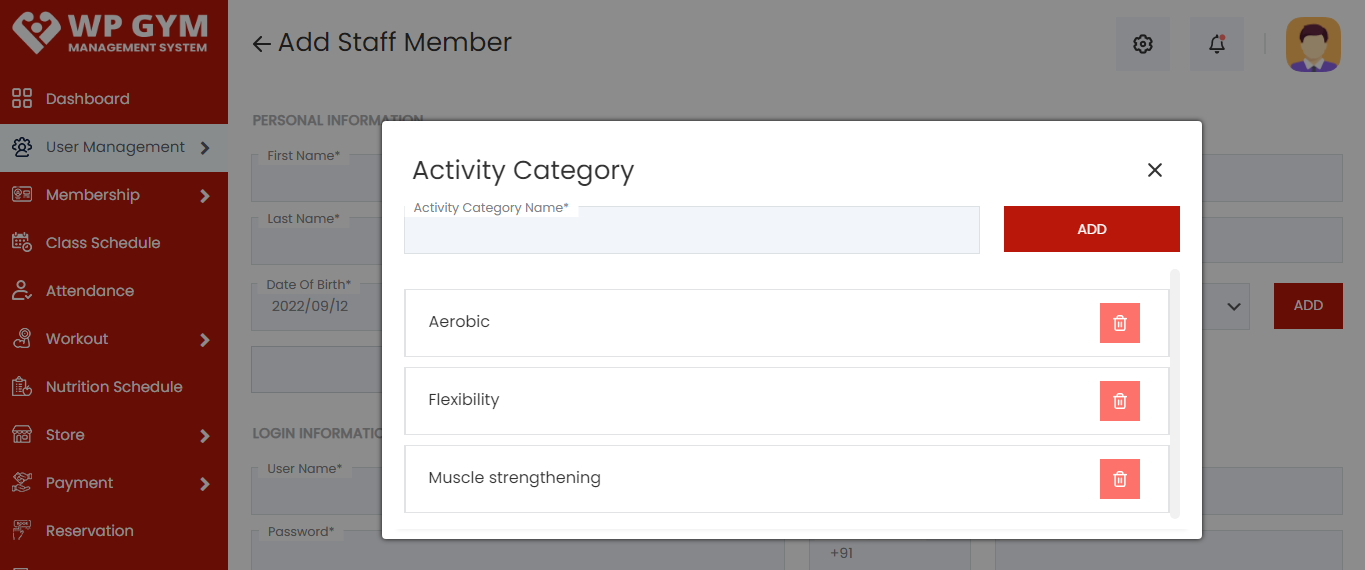 WP GYM
MANAGEMENT SYSTEM
Dashboard
User Management
Membership
Class Schedule
Attendance
Workout
Nutrition Schedule
Store
Payment
Reservation
Add Staff Member
PERSONAL INFORMATION
First Name*
Last Name*
Date Of Birth*
2022/09/12
ADD
LOGIN INFORMATIO
User Name*
Password*
+91
Activity Category
Activity Category Name*
ADD
Aerobic
Flexibility
Muscle strengthening